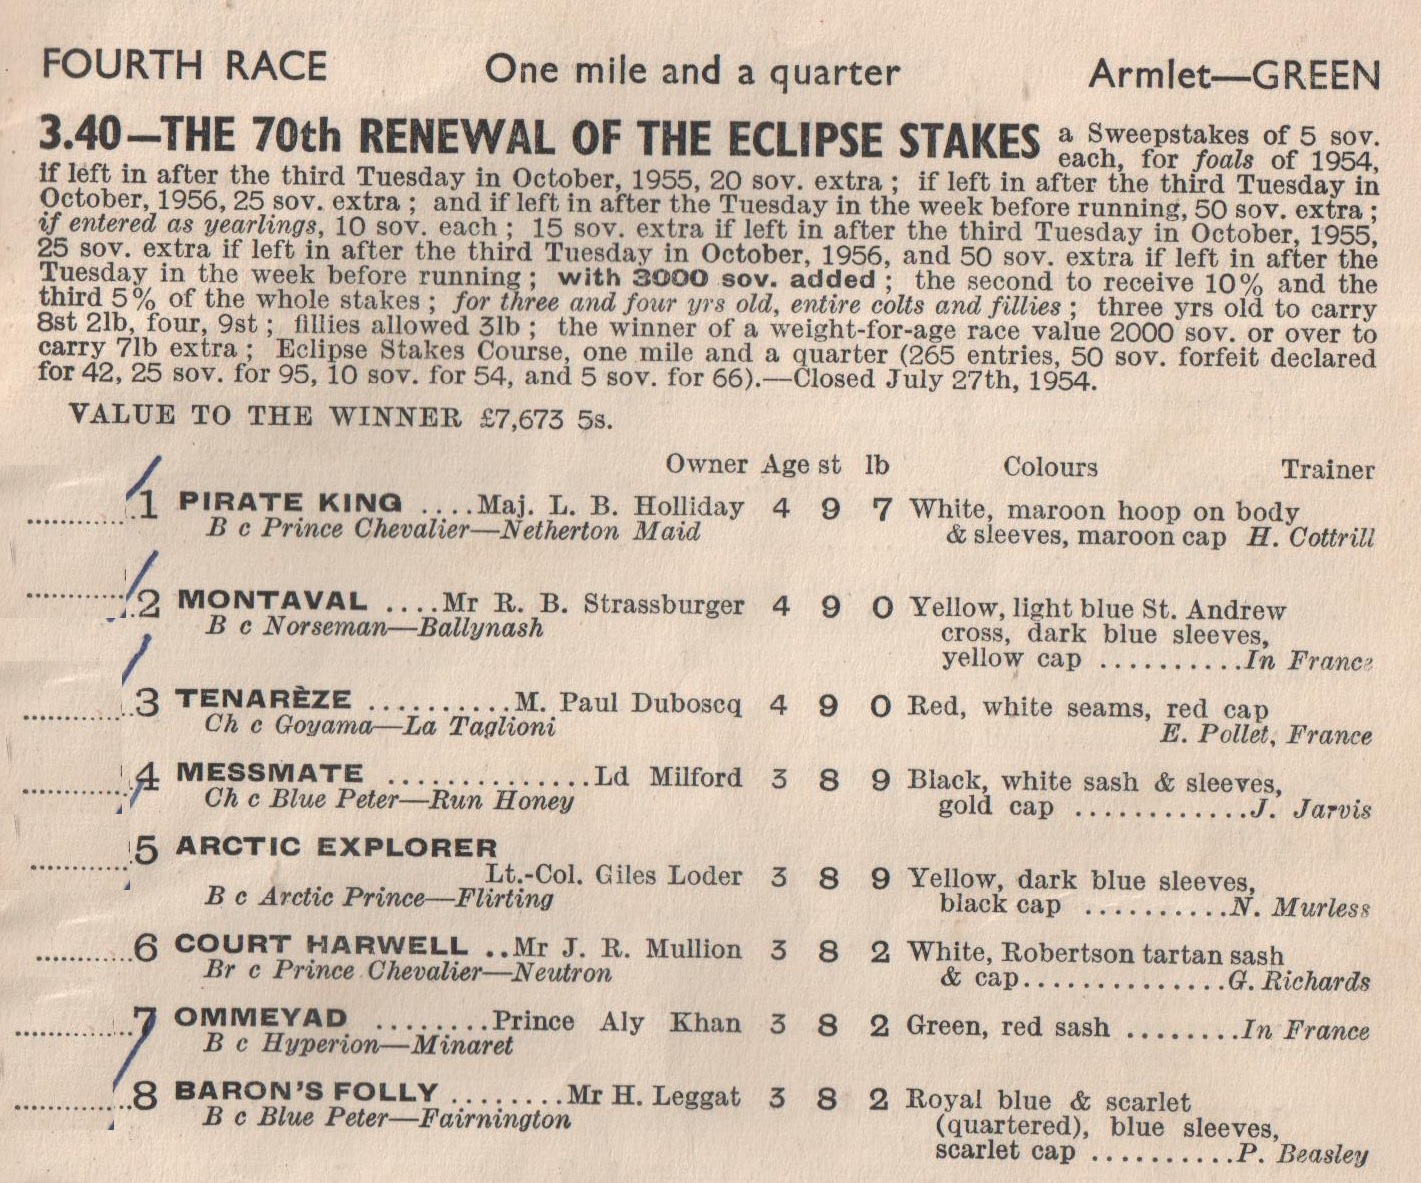 FOURTH RACE One mile and a quarter Armlet—GREEN
3.40—THE 70th RENEWAL OF THE ECLIPSE STAKES a Sweepstakes of 5 sov.
each, for foals of 1954,
if left in after the third Tuesday in October, 1955, 20 sov. extra ; if left in after the third Tuesday in
October, 1956, 25 sov. extra ; and if left in after the Tuesday in the week before running, 50 sov. extra ;
if entered as yearlings, 10 sov. each ; 15 sov. extra if left in after the third Tuesday in October, 1955,
25 sov. extra if left in after the third Tuesday in October, 1956, and 50 sov. extra if left in after the
Tuesday in the week before running ; with 3000 sov. added ; the second to receive 10% and the
third 5% of the whole stakes ; for three and four yrs old, entire colts and fillies ; three yrs old to carry
8st 2lb, four, 9st ; fillies allowed 3lb ; the winner of a weight-for-age race value 2000 sov. or over to
carry 7lb extra ; Eclipse Stakes Course, one mile and a quarter (265 entries, 50 sov. forfeit declared
for 42, 25 sov. for 95, 10 sov. for 54, and 5 sov. for 66).—Closed July 27th, 1954.
VALUE TO THE WINNER £7,673 5s.
Owner Age st lb Colours Trainer
1 PIRATE KING ....Maj. L. B. Holliday 4 9 7 White, maroon hoop on body
B c Prince Chevalier—Netherton Maid & sleeves, maroon cap H. Cottrill
2 MONTAVAL ....Mr R. B. Strassburger 4 9 0 Yellow, light blue St. Andrew
B c Norseman—Ballynash cross, dark blue sleeves,
yellow cap ..........In France
3 TENARÈZE ..........M. Paul Duboscq 4 9 0 Red, white seams, red cap
Ch c Goyama—La Taglioni E. Pollet, France
4 MESSMATE ..............Ld Milford 3 8 9 Black, white sash & sleeves,
Ch c Blue Peter—Run Honey gold cap ............J. Jarvis
5 ARCTIC EXPLORER
Lt.-Col. Giles Loder 3 8 9 Yellow, dark blue sleeves,
B c Arctic Prince—Flirting black cap ..........N. Murless
6 COURT HARWELL ..Mr J. R. Mullion 3 8 2 White, Robertson tartan sash
Br c Prince Chevalier—Neutron & cap..............G. Richards
7 OMMEYAD ........Prince Aly Khan 3 8 2 Green, red sash ........In France
B c Hyperion—Minaret
8 BARON'S FOLLY ........Mr H. Leggat 3 8 2 Royal blue & scarlet
B c Blue Peter—Fairnington (quartered), blue sleeves,
scarlet cap ..........P. Beasley